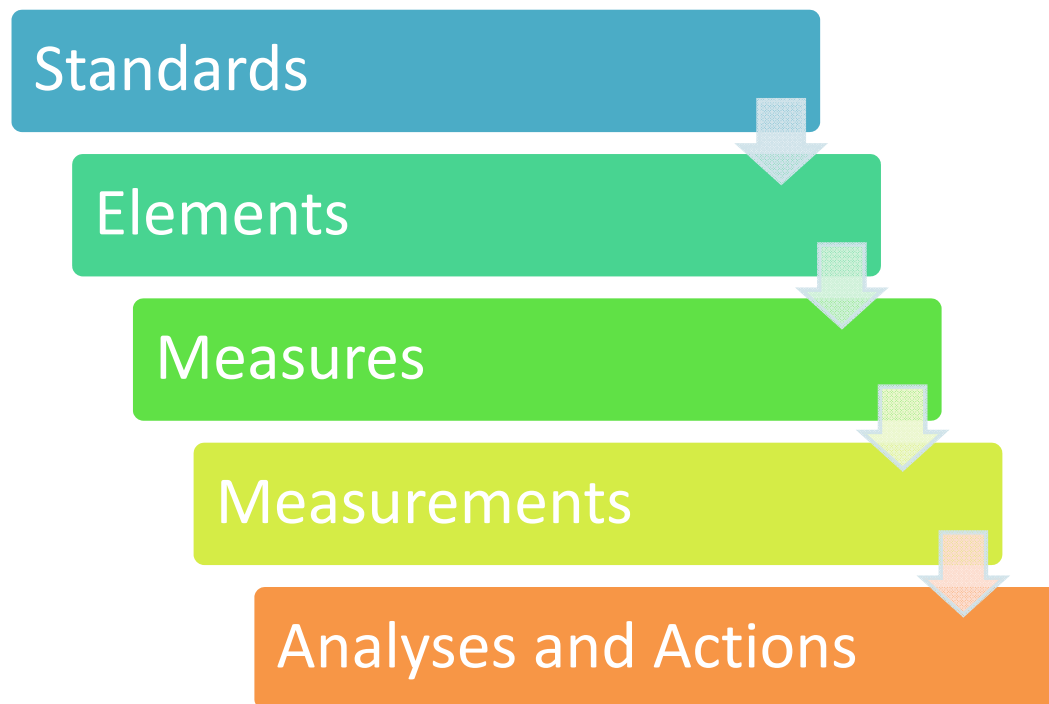 Standards
Elements
Measures
Measurements
Analyses and Actions